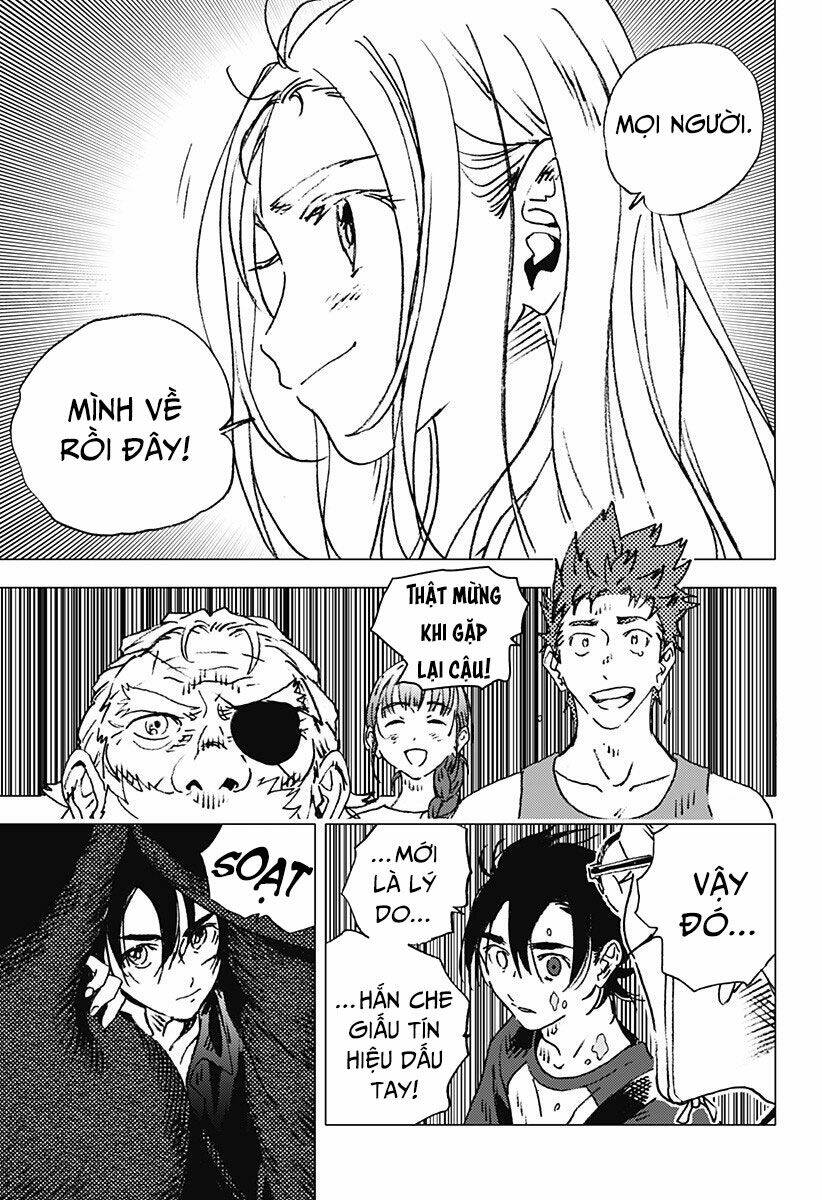 MỌI NGƯỜI.
MÌNH VỀ
RỒI ĐÂY!
THẬT MỪNG
KHI GẶP
LẠI CẬU!
VẬY
ĐÓ...
...MỚI
LÀ LÝ
DO...
...HẮN CHE
GIẤU TÍN
HIỆU DẤU
TAY!
SOẠT